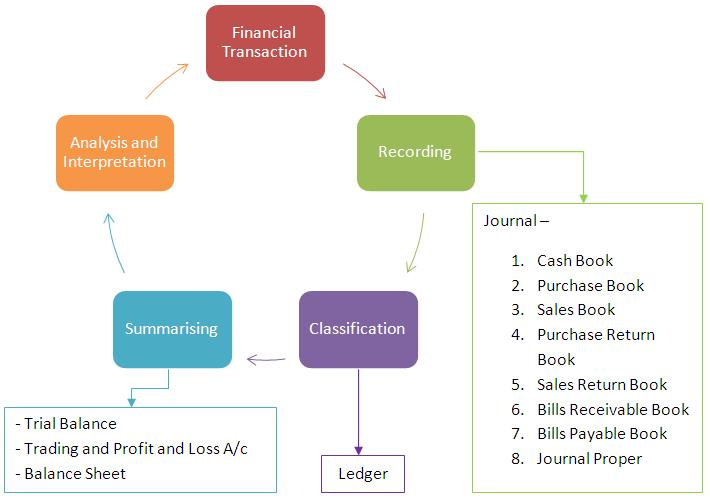 Financial
Transaction
Analysis and
Interpretation
Recording
Journal –
1. Cash Book
2. Purchase Book
3. Sales Book
4. Purchase Return
Book
5. Sales Return Book
6. Bills Receivable Book
7. Bills Payable Book
8. Journal Proper
Summarising
Classification
- Trial Balance
- Trading and Profit and Loss A/c
- Balance Sheet
Ledger